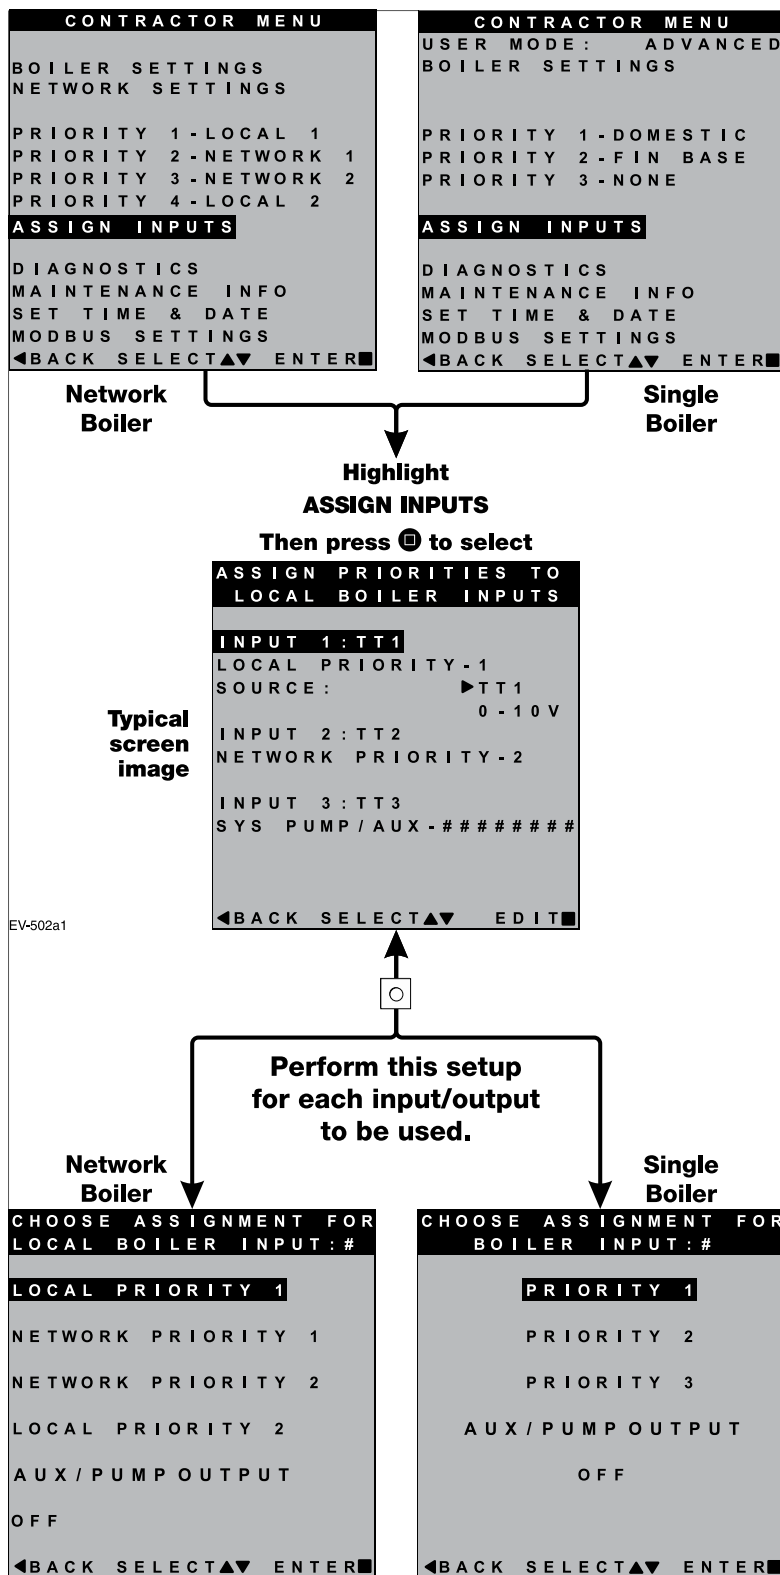 CONTRACTOR MENU
BOILER SETTINGS
NETWORK SETTINGS
PRIORITY 1-LOCAL 1
PRIORITY 2-NETWORK 1
PRIORITY 3-NETWORK 2
PRIORITY 4-LOCAL 2
ASSIGN INPUTS
DIAGNOSTICS
MAINTENANCE INFO
SET TIME & DATE
MODBUS SETTINGS
◀BACK SELECT▲▼ ENTER■
Network
Boiler
CONTRACTOR MENU
USER MODE: ADVANCED
BOILER SETTINGS
PRIORITY 1-DOMESTIC
PRIORITY 2-FIN BASE
PRIORITY 3-NONE
ASSIGN INPUTS
DIAGNOSTICS
MAINTENANCE INFO
SET TIME & DATE
MODBUS SETTINGS
◀BACK SELECT▲▼ ENTER■
Single
Boiler
Highlight
ASSIGN INPUTS
Then press to select
Typical
screen
image
ASSIGN PRIORITIES TO
LOCAL BOILER INPUTS
INPUT 1:TT1
LOCAL PRIORITY-1
SOURCE: ▶TT1
0-10V
INPUT 2:TT2
NETWORK PRIORITY-2
INPUT 3:TT3
SYS PUMP/AUX-########
◀BACK SELECT▲▼ EDIT■
EV-502a1
Perform this setup
for each input/output
to be used.
Network
Boiler
CHOOSE ASSIGNMENT FOR
LOCAL BOILER INPUT:#
LOCAL PRIORITY 1
NETWORK PRIORITY 1
NETWORK PRIORITY 2
LOCAL PRIORITY 2
AUX/PUMP OUTPUT
OFF
◀BACK SELECT▲▼ ENTER■
Single
Boiler
CHOOSE ASSIGNMENT FOR
BOILER INPUT:#
PRIORITY 1
PRIORITY 2
PRIORITY 3
AUX/PUMP OUTPUT
OFF
◀BACK SELECT▲▼ ENTER■